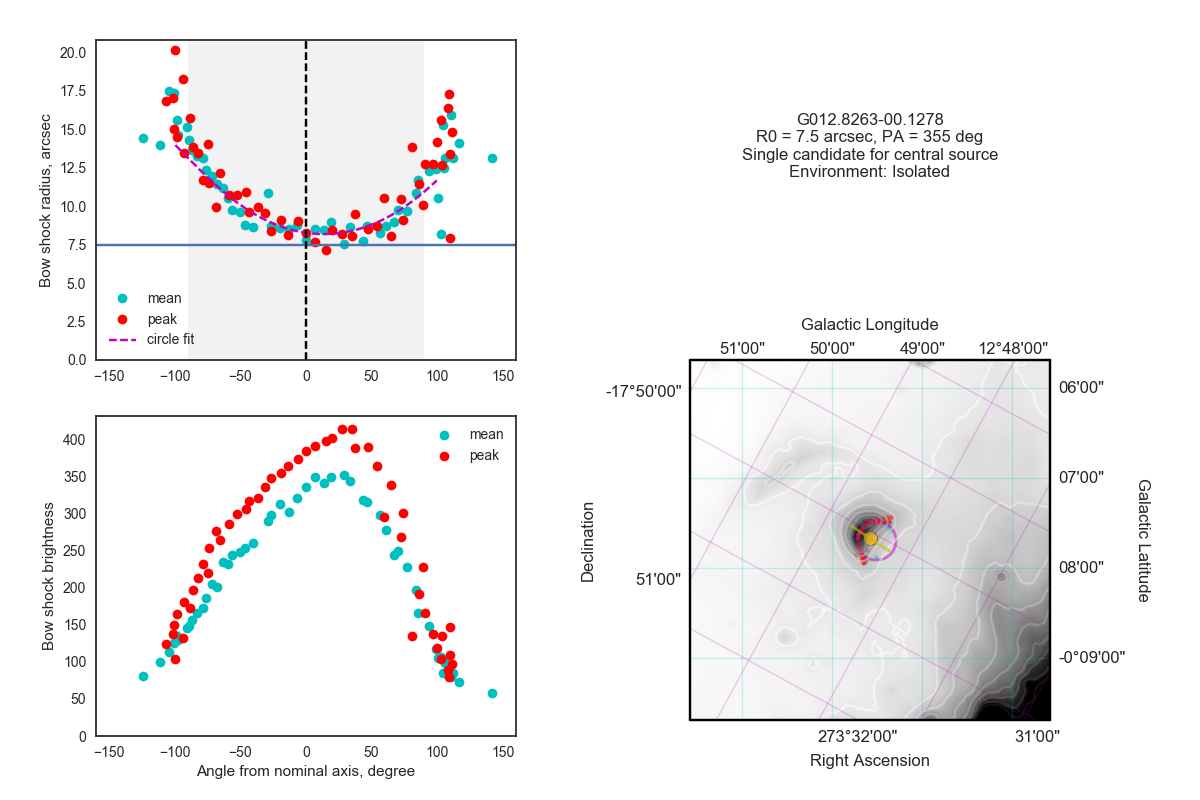 20.0
17.5
15.0
12.5
10.0
7.5
5.0
2.5
0.0
Bow shock radius, arcsec
mean
peak
circle fit
−150
−100
−50
0
50
100
150
400
350
300
250
200
150
100
50
0
Bow shock brightness
mean
peak
−150
−100
−50
0
50
100
150
Angle from nominal axis, degree
G012.8263-00.1278
R0 = 7.5 arcsec, PA = 355 deg
Single candidate for central source
Environment: Isolated
Galactic Longitude
51'00"
50'00"
49'00"
12°48'00"
-17°50'00"
51'00"
Declination
06'00"
07'00"
08'00"
-0°09'00"
Galactic Latitude
273°32'00"
31'00"
Right Ascension